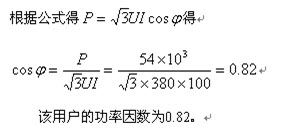 根据公式得 P = √3UI cos φ得
cos φ = P / √3UI = 54×10³ / √3×380×100 = 0.82
该用户的功率因数为0.82。